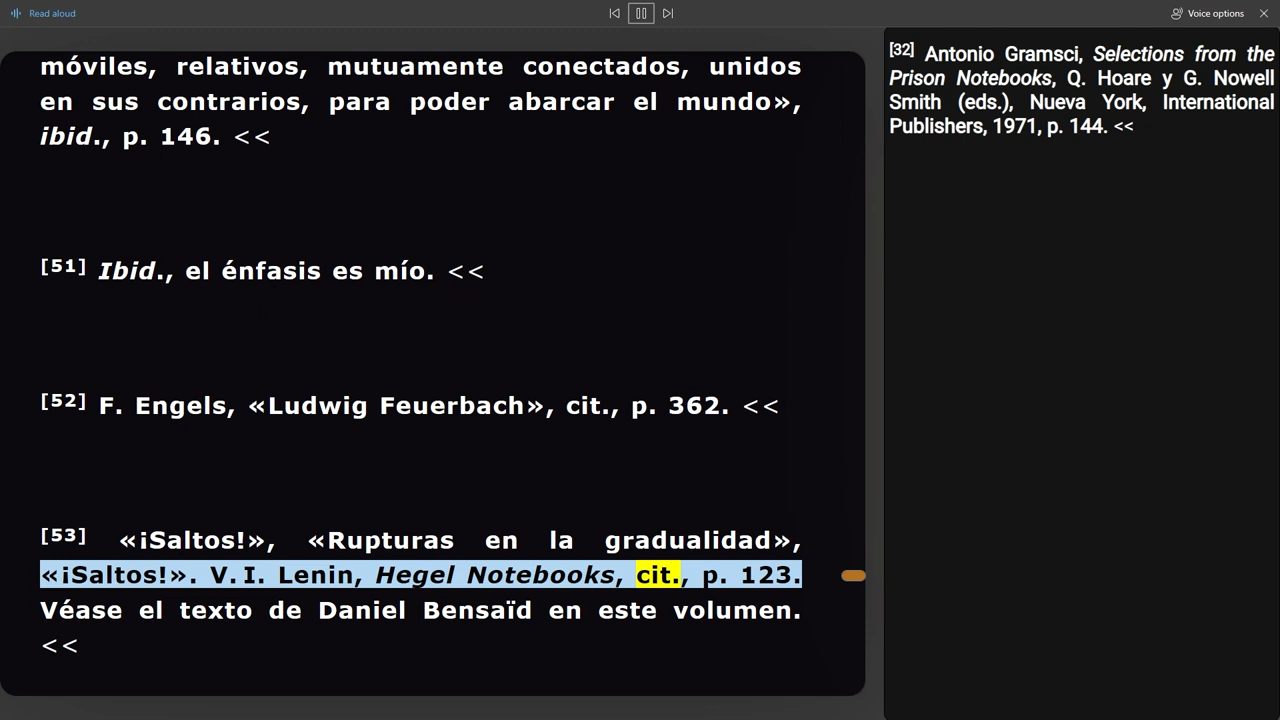 Read aloud
Voice options
móviles, relativos, mutuamente conectados, unidos
en sus contrarios, para poder abarcar el mundo»,
ibid., p. 146. <<
[51] Ibid., el énfasis es mío. <<
[52] F. Engels, «Ludwig Feuerbach», cit., p. 362. <<
[53] «¡Saltos!», «Rupturas en la gradualidad»,
«¡Saltos!». V. I. Lenin, Hegel Notebooks, cit., p. 123.
Véase el texto de Daniel Bensaïd en este volumen.
<<
[32] Antonio Gramsci, Selections from the
Prison Notebooks, Q. Hoare y G. Nowell
Smith (eds.), Nueva York, International
Publishers, 1971, p. 144. <<